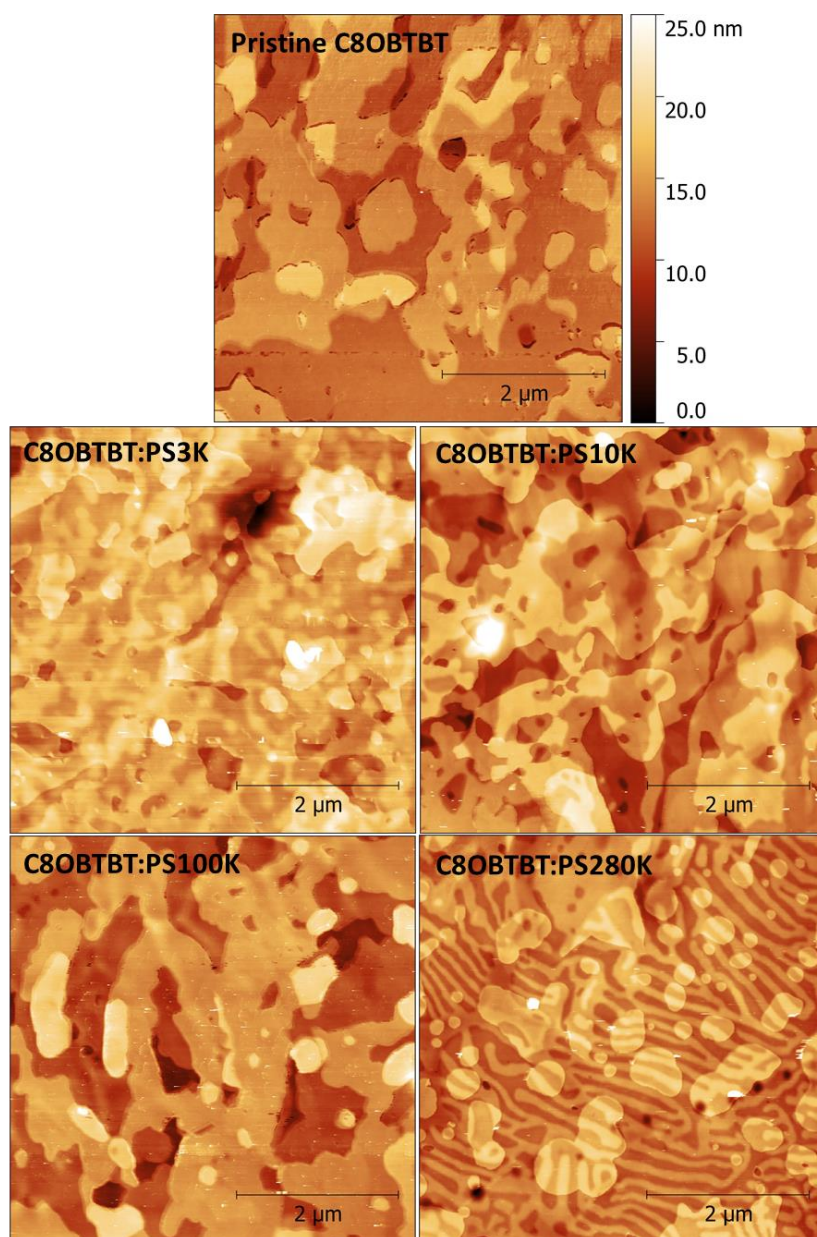 Pristine C8OBTBT
25.0 nm
20.0
15.0
10.0
5.0
0.0
2 µm
C8OBTBT:PS3K
C8OBTBT:PS10K
2 µm
2 µm
C8OBTBT:PS100K
C8OBTBT:PS280K
2 µm
2 µm